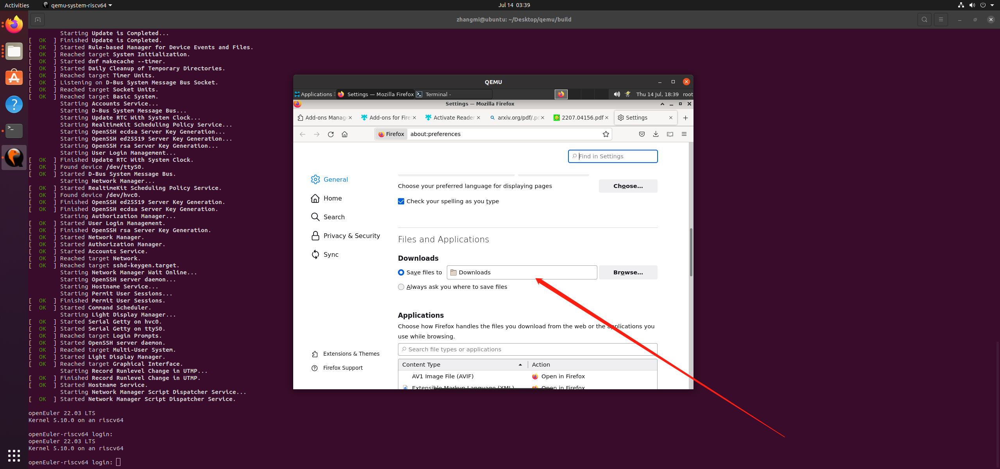 Activities
qemu-system-riscv64
Jul 14 03:39
zhangmi@ubuntu: ~/Desktop/qemu/build
Starting Update is Completed...
[ OK ] Finished Update is Completed.
[ OK ] Started Rule-based Manager for Device Events and Files.
[ OK ] Reached target System Initialization.
[ OK ] Started dnf makecache --timer.
[ OK ] Started Daily Cleanup of Temporary Directories.
[ OK ] Reached target Timer Units.
[ OK ] Listening on D-Bus System Message Bus Socket.
[ OK ] Reached target Socket Units.
[ OK ] Reached target Basic System.
Starting Accounts Service...
Starting D-Bus System Message Bus...
Starting Update RTC With System Clock...
Starting RealtimeKit Scheduling Policy Service...
Starting OpenSSH ecdsa Server Key Generation...
Starting OpenSSH ed25519 Server Key Generation...
Starting OpenSSH rsa Server Key Generation...
Starting User Login Management...
[ OK ] Finished Update RTC With System Clock.
[ OK ] Found device /dev/ttyS0.
[ OK ] Started D-Bus System Message Bus.
Starting Network Manager...
[ OK ] Started RealtimeKit Scheduling Policy Service.
[ OK ] Found device /dev/hvc0.
[ OK ] Finished OpenSSH ed25519 Server Key Generation.
[ OK ] Finished OpenSSH ecdsa Server Key Generation.
Starting Authorization Manager...
[ OK ] Started User Login Management.
[ OK ] Finished OpenSSH rsa Server Key Generation.
[ OK ] Started Network Manager.
[ OK ] Started Authorization Manager.
[ OK ] Started Accounts Service.
[ OK ] Reached target Network.
[ OK ] Reached target sshd-keygen.target.
Starting Network Manager Wait Online...
Starting OpenSSH server daemon...
Starting Hostname Service...
Starting Permit User Sessions...
[ OK ] Finished Permit User Sessions.
[ OK ] Started Command Scheduler.
Starting Light Display Manager...
[ OK ] Started Serial Getty on hvc0.
[ OK ] Started Serial Getty on ttyS0.
[ OK ] Reached target Login Prompts.
[ OK ] Started OpenSSH server daemon.
[ OK ] Reached target Multi-User System.
[ OK ] Started Light Display Manager.
[ OK ] Reached target Graphical Interface.
Starting Record Runlevel Change in UTMP...
[ OK ] Finished Record Runlevel Change in UTMP.
[ OK ] Started Hostname Service.
Starting Network Manager Script Dispatcher Service...
[ OK ] Started Network Manager Script Dispatcher Service.
openEuler 22.03 LTS
Kernel 5.10.0 on an riscv64
openEuler-riscv64 login:
openEuler 22.03 LTS
Kernel 5.10.0 on an riscv64
openEuler-riscv64 login:
QEMU
Applications
Settings — Mozilla Firefox
Terminal -
Thu 14 Jul, 18:39
root
Settings — Mozilla Firefox
Add-ons Manag
Add-ons for Firef
Activate Reader
arxiv.org/pdf/.pd
2207.04156.pdf
Settings
Firefox
about:preferences
Find in Settings
General
Home
Search
Privacy & Security
Sync
Extensions & Themes
Firefox Support
Choose your preferred language for displaying pages
Choose...
Check your spelling as you type
Files and Applications
Downloads
Save files to
Downloads
Browse...
Always ask you where to save files
Applications
Choose how Firefox handles the files you download from the web or the applications you
use while browsing.
Search file types or applications
Content Type
Action
AV1 Image File (AVIF)
Open in Firefox
Extensible Markup Language (XML)
Open in Firefox